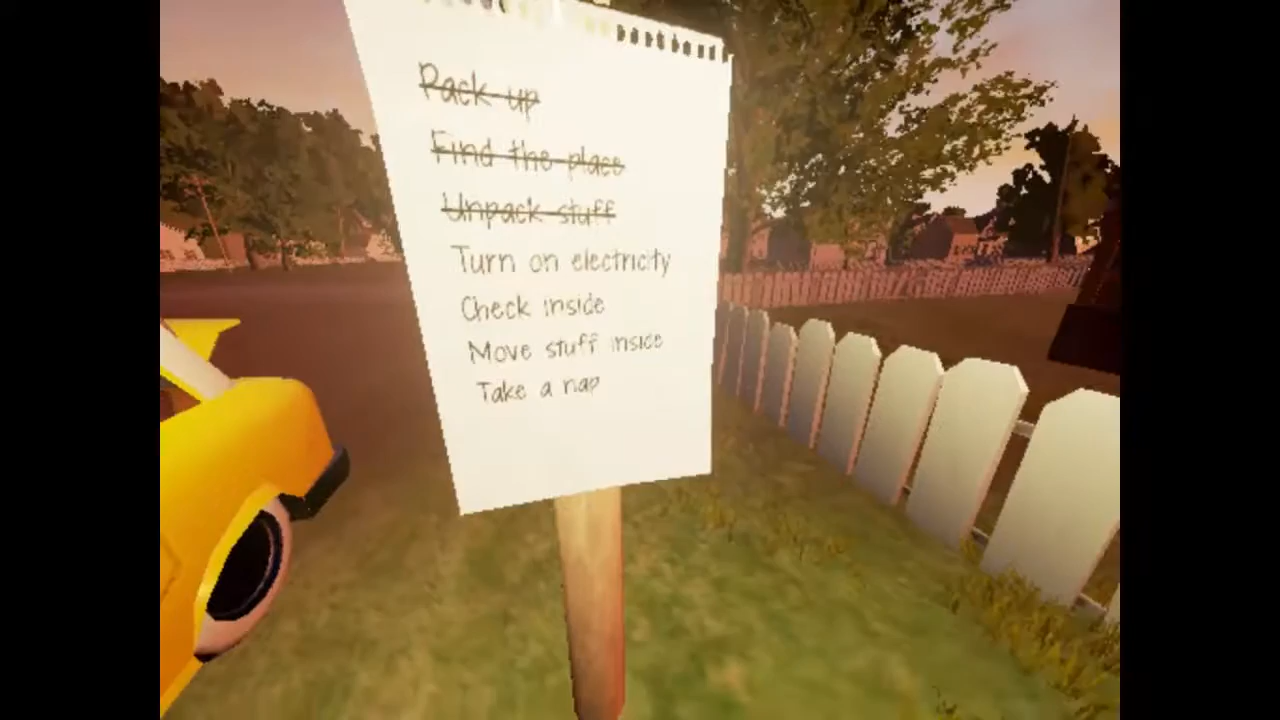 Pack up
Find the place
Unpack stuff
Turn on electricity
Check inside
Move stuff inside
Take a nap